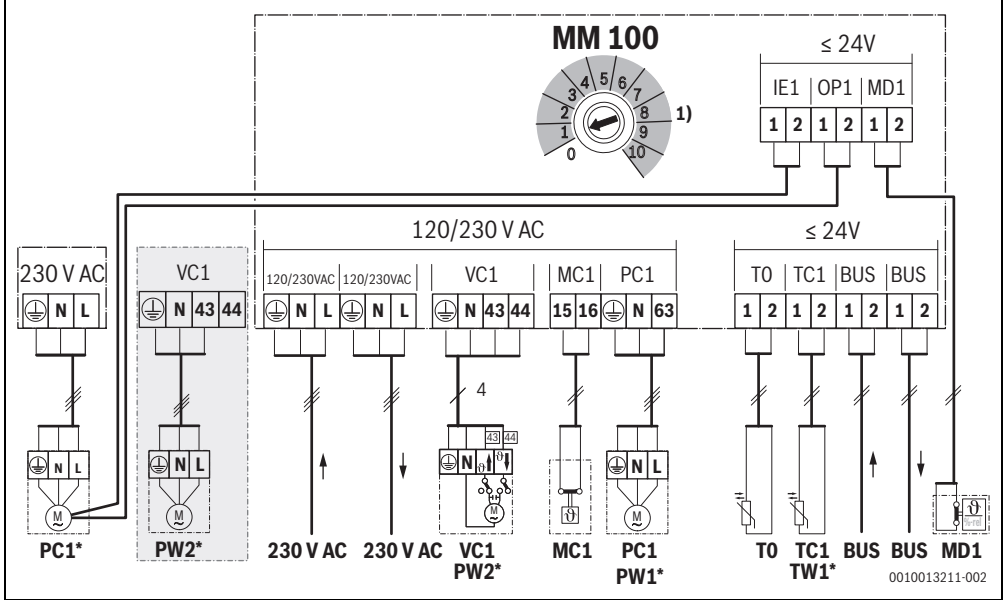 MM 100
0 1 2 3 4 5 6 7 8 9 10
1)
≤ 24V
IE1 OP1 MD1
1 2 1 2 1 2
120/230 V AC
≤ 24V
230 V AC
N L
VC1
N 43 44
120/230VAC 120/230VAC VC1 MC1 PC1
N L N L N 43 44 15 16 N 63
T0 TC1 BUS BUS
1 2 1 2 1 2 1 2
4
43 44
N L
M
~
N L
M
~
N ϑ ϑ
M
~
ϑ
N L
M
~
ϑ
%-rel
PC1* PW2* 230 V AC 230 V AC VC1 MC1 PC1 T0 TC1 BUS BUS MD1
PW2* PW1* TW1*
0010013211-002